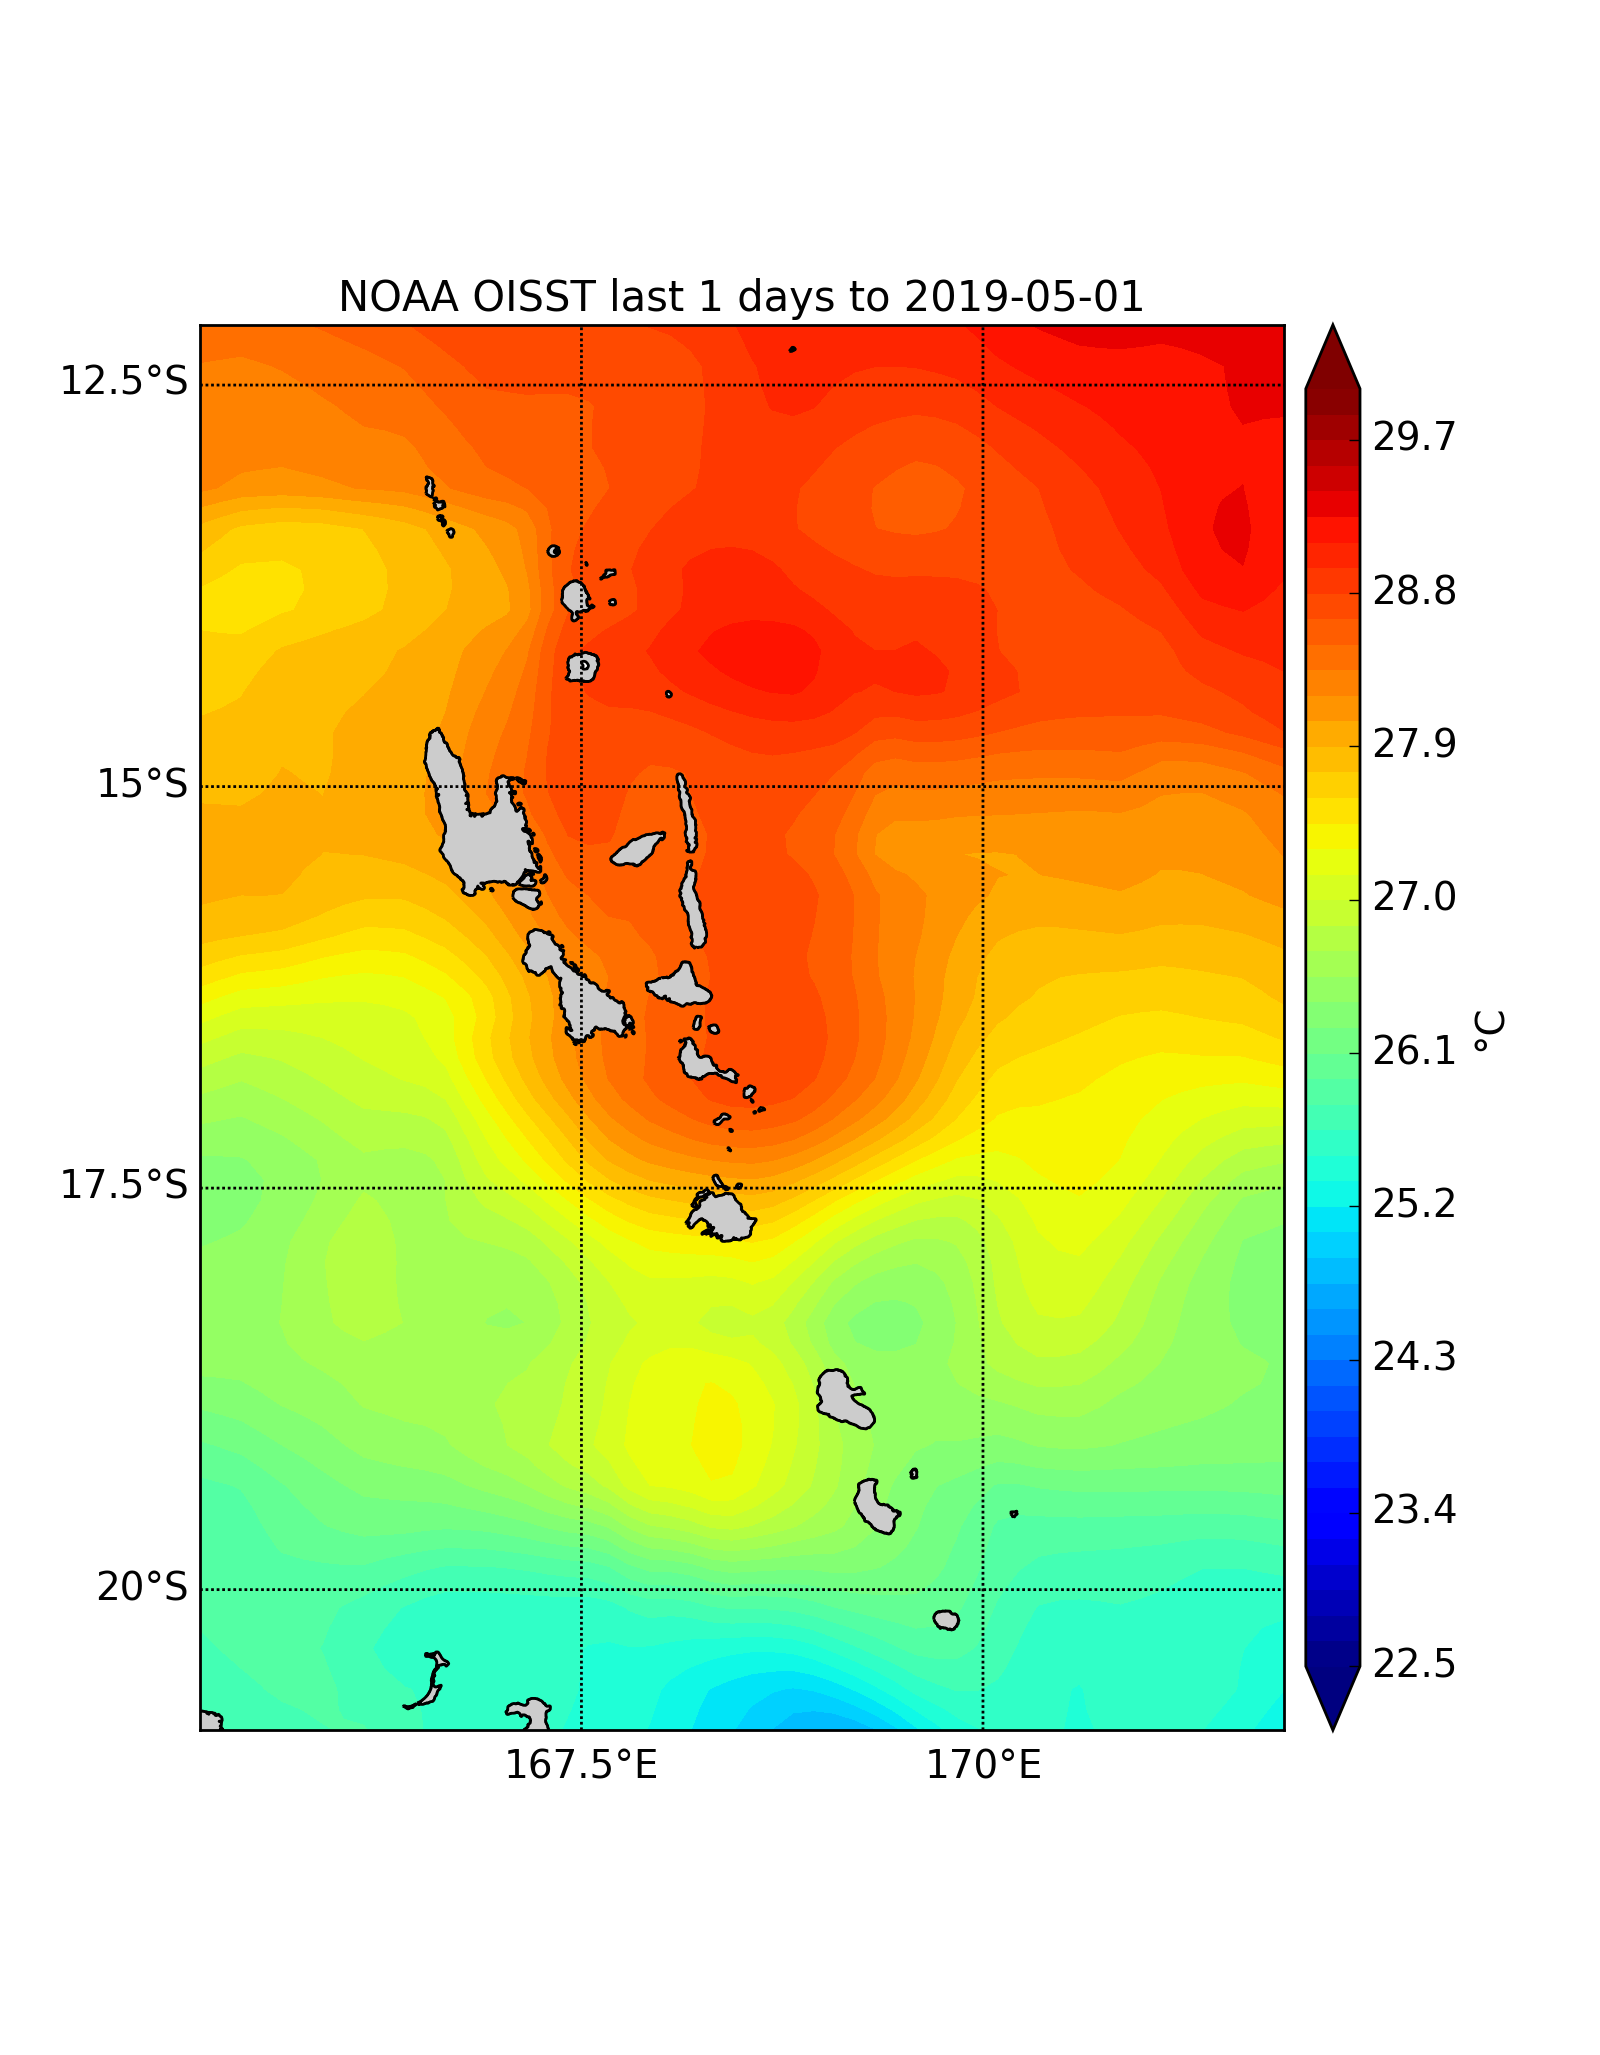 NOAA OISST last 1 days to 2019-05-01
12.5°S
15°S
17.5°S
20°S
167.5°E
170°E
29.7
28.8
27.9
27.0
26.1
25.2
24.3
23.4
22.5
°C